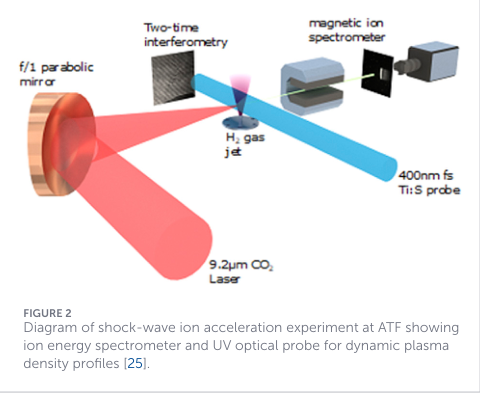 Two-time
interferometry
magnetic ion
spectrometer
f/1 parabolic
mirror
H₂ gas
jet
400nm fs
Ti:S probe
9.2µm CO₂
Laser
FIGURE 2
Diagram of shock-wave ion acceleration experiment at ATF showing
ion energy spectrometer and UV optical probe for dynamic plasma
density profiles [25].